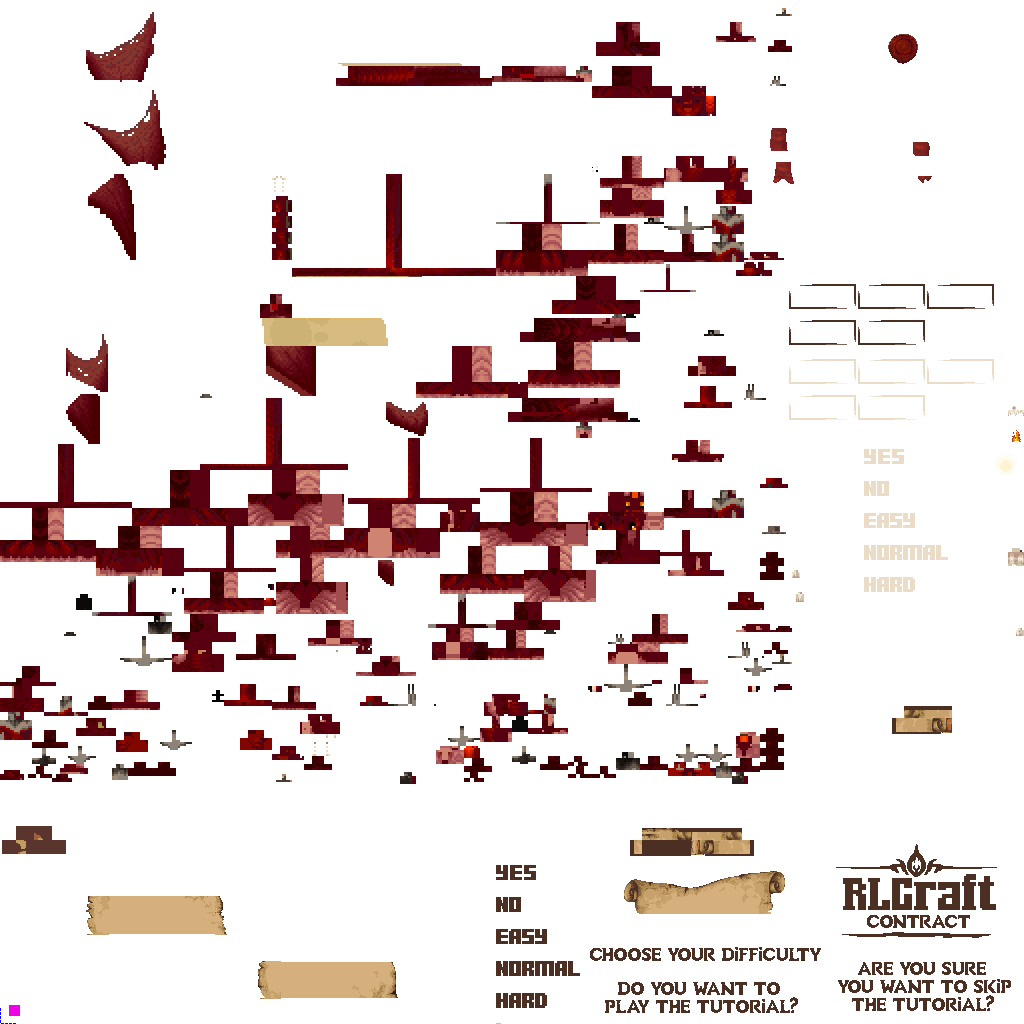 YES
NO
EASY
NORMAL
HARD
YES
NO
EASY
NORMAL
HARD
CHOOSE YOUR DiFFiCULTY
DO YOU WANT TO
PLAY THE TUTORiAL?
RLCraft
CONTRACT
ARE YOU SURE
YOU WANT TO SKiP
THE TUTORiAL?